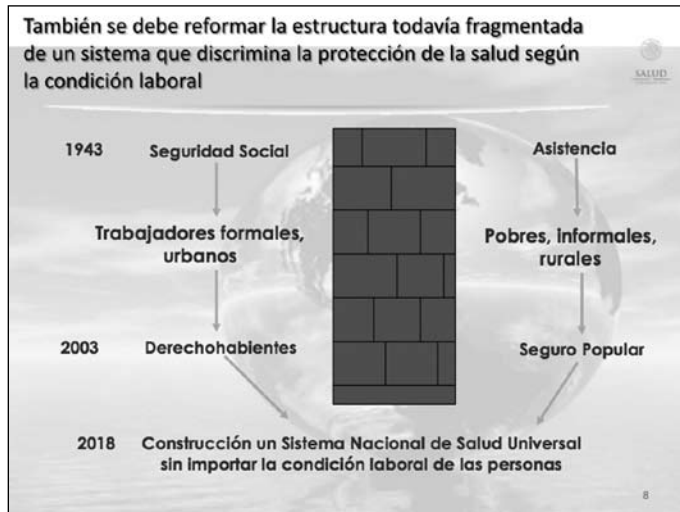 También se debe reformar la estructura todavía fragmentada
de un sistema que discrimina la protección de la salud según
la condición laboral
SALUD
1943 Seguridad Social Asistencia
Trabajadores formales,
urbanos
Pobres, informales,
rurales
2003 Derechohabientes Seguro Popular
2018 Construcción un Sistema Nacional de Salud Universal
sin importar la condición laboral de las personas
8